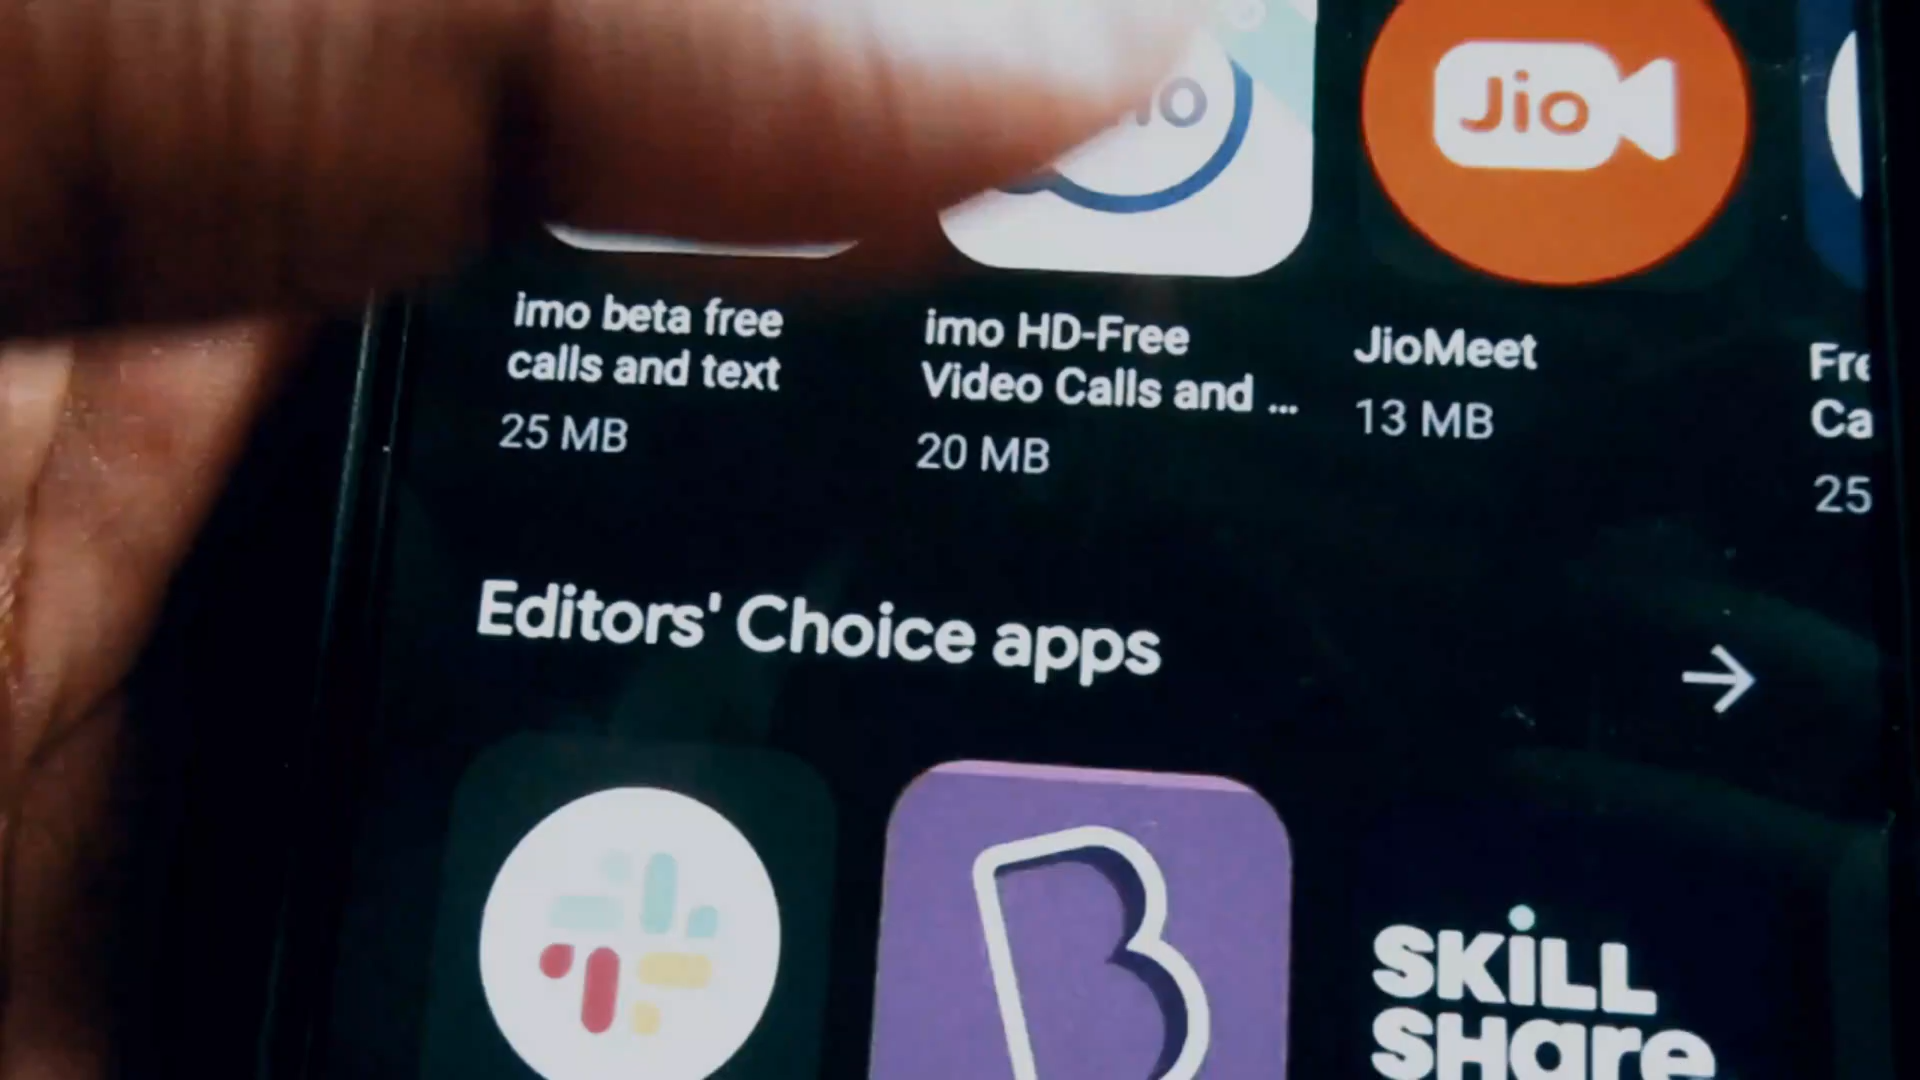 io
Jio
imo beta free
calls and text
25 MB
imo HD-Free
Video Calls and ...
20 MB
JioMeet
13 MB
Fre
Ca
25
Editors' Choice apps
B
SKiLL
SHare